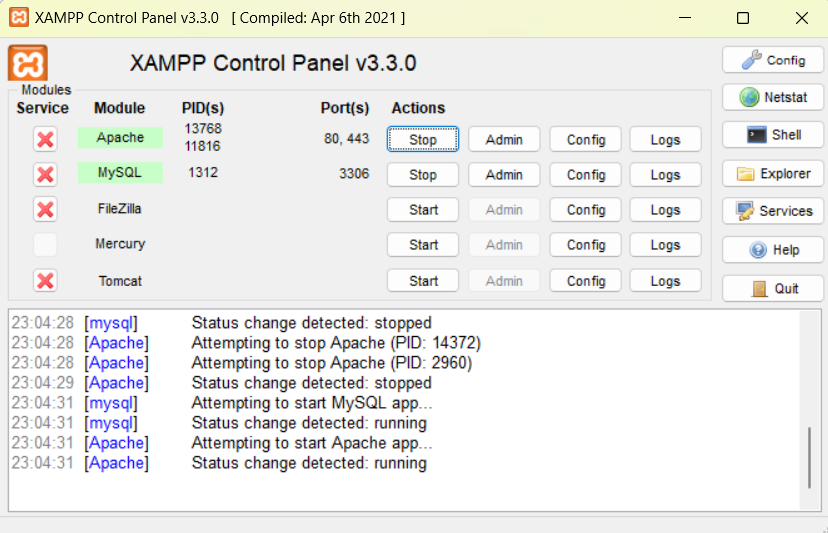 XAMPP Control Panel v3.3.0 [ Compiled: Apr 6th 2021 ]
XAMPP Control Panel v3.3.0
Modules
Service Module PID(s) Port(s) Actions
Apache 13768 11816 80, 443 Stop Admin Config Logs
MySQL 1312 3306 Stop Admin Config Logs
FileZilla Start Admin Config Logs
Mercury Start Admin Config Logs
Tomcat Start Admin Config Logs
Config
Netstat
Shell
Explorer
Services
Help
Quit
23:04:28 [mysql] Status change detected: stopped
23:04:28 [Apache] Attempting to stop Apache (PID: 14372)
23:04:28 [Apache] Attempting to stop Apache (PID: 2960)
23:04:29 [Apache] Status change detected: stopped
23:04:31 [mysql] Attempting to start MySQL app...
23:04:31 [mysql] Status change detected: running
23:04:31 [Apache] Attempting to start Apache app...
23:04:31 [Apache] Status change detected: running